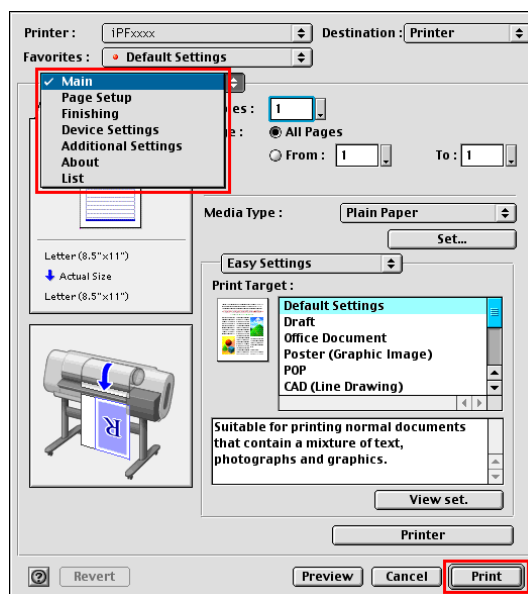 Printer : iPFxxxx Destination : Printer
Favorites : Default Settings
✓ Main
Page Setup
Finishing
Device Settings
Additional Settings
About
List
es : 1
e : All Pages
From : 1 To : 1
Media Type : Plain Paper
Set...
Letter (8.5"x11")
Actual Size
Letter (8.5"x11")
Easy Settings
Print Target :
Default Settings
Draft
Office Document
Poster (Graphic Image)
POP
CAD (Line Drawing)
Suitable for printing normal documents
that contain a mixture of text,
photographs and graphics.
R
View set.
Printer
? Revert Preview Cancel Print